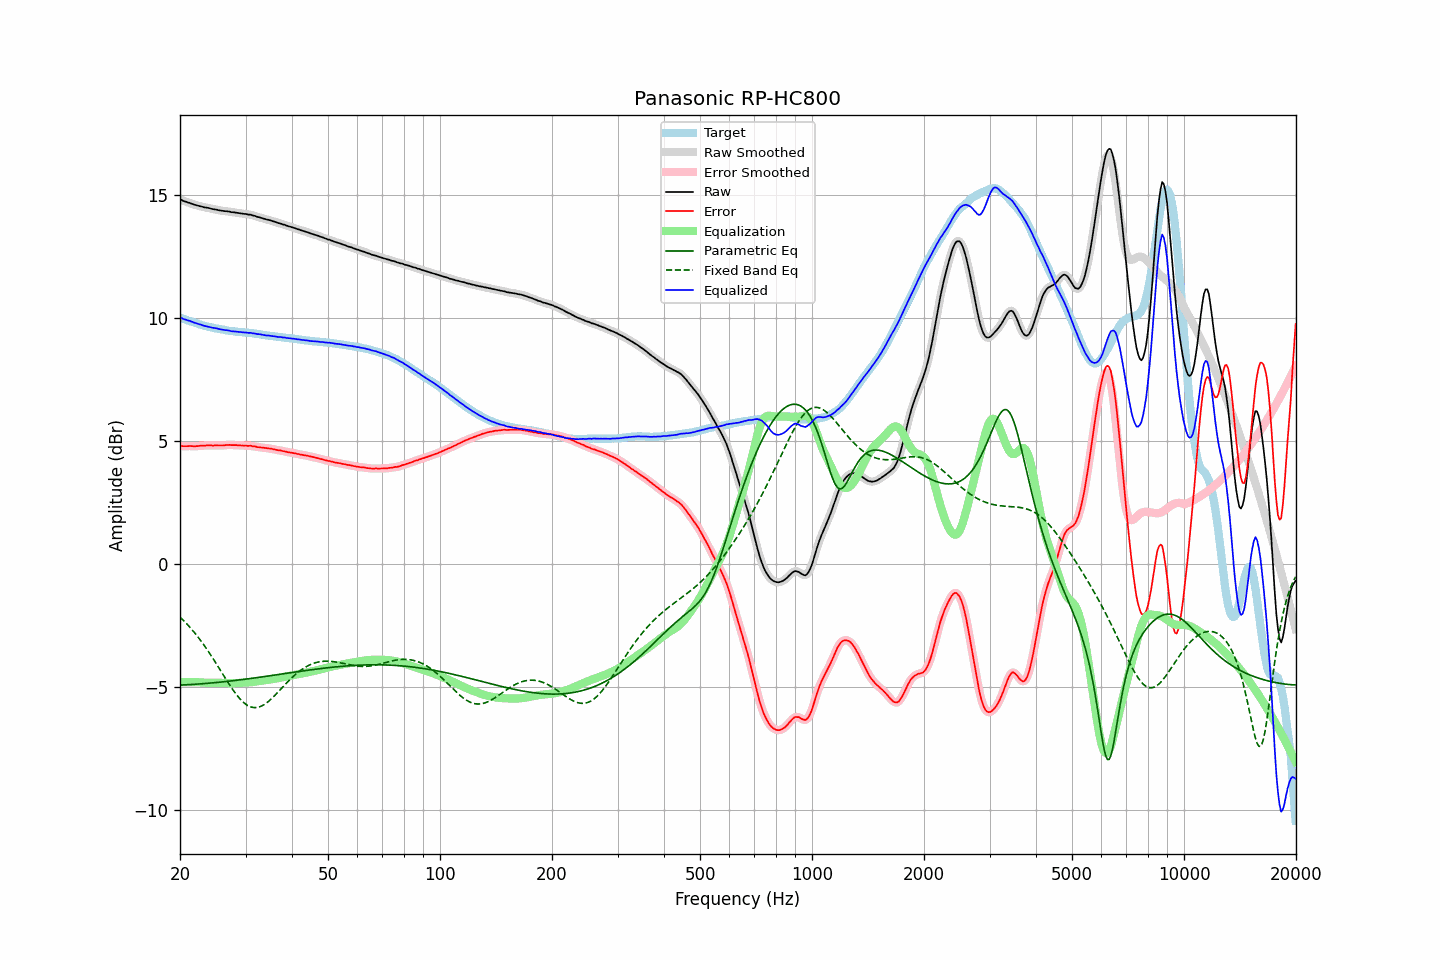 Panasonic RP-HC800
Target
Raw Smoothed
Error Smoothed
Raw
Error
Equalization
Parametric Eq
Fixed Band Eq
Equalized
15
10
5
0
−5
−10
Amplitude (dBr)
20 50 100 200 500 1000 2000 5000 10000 20000
Frequency (Hz)